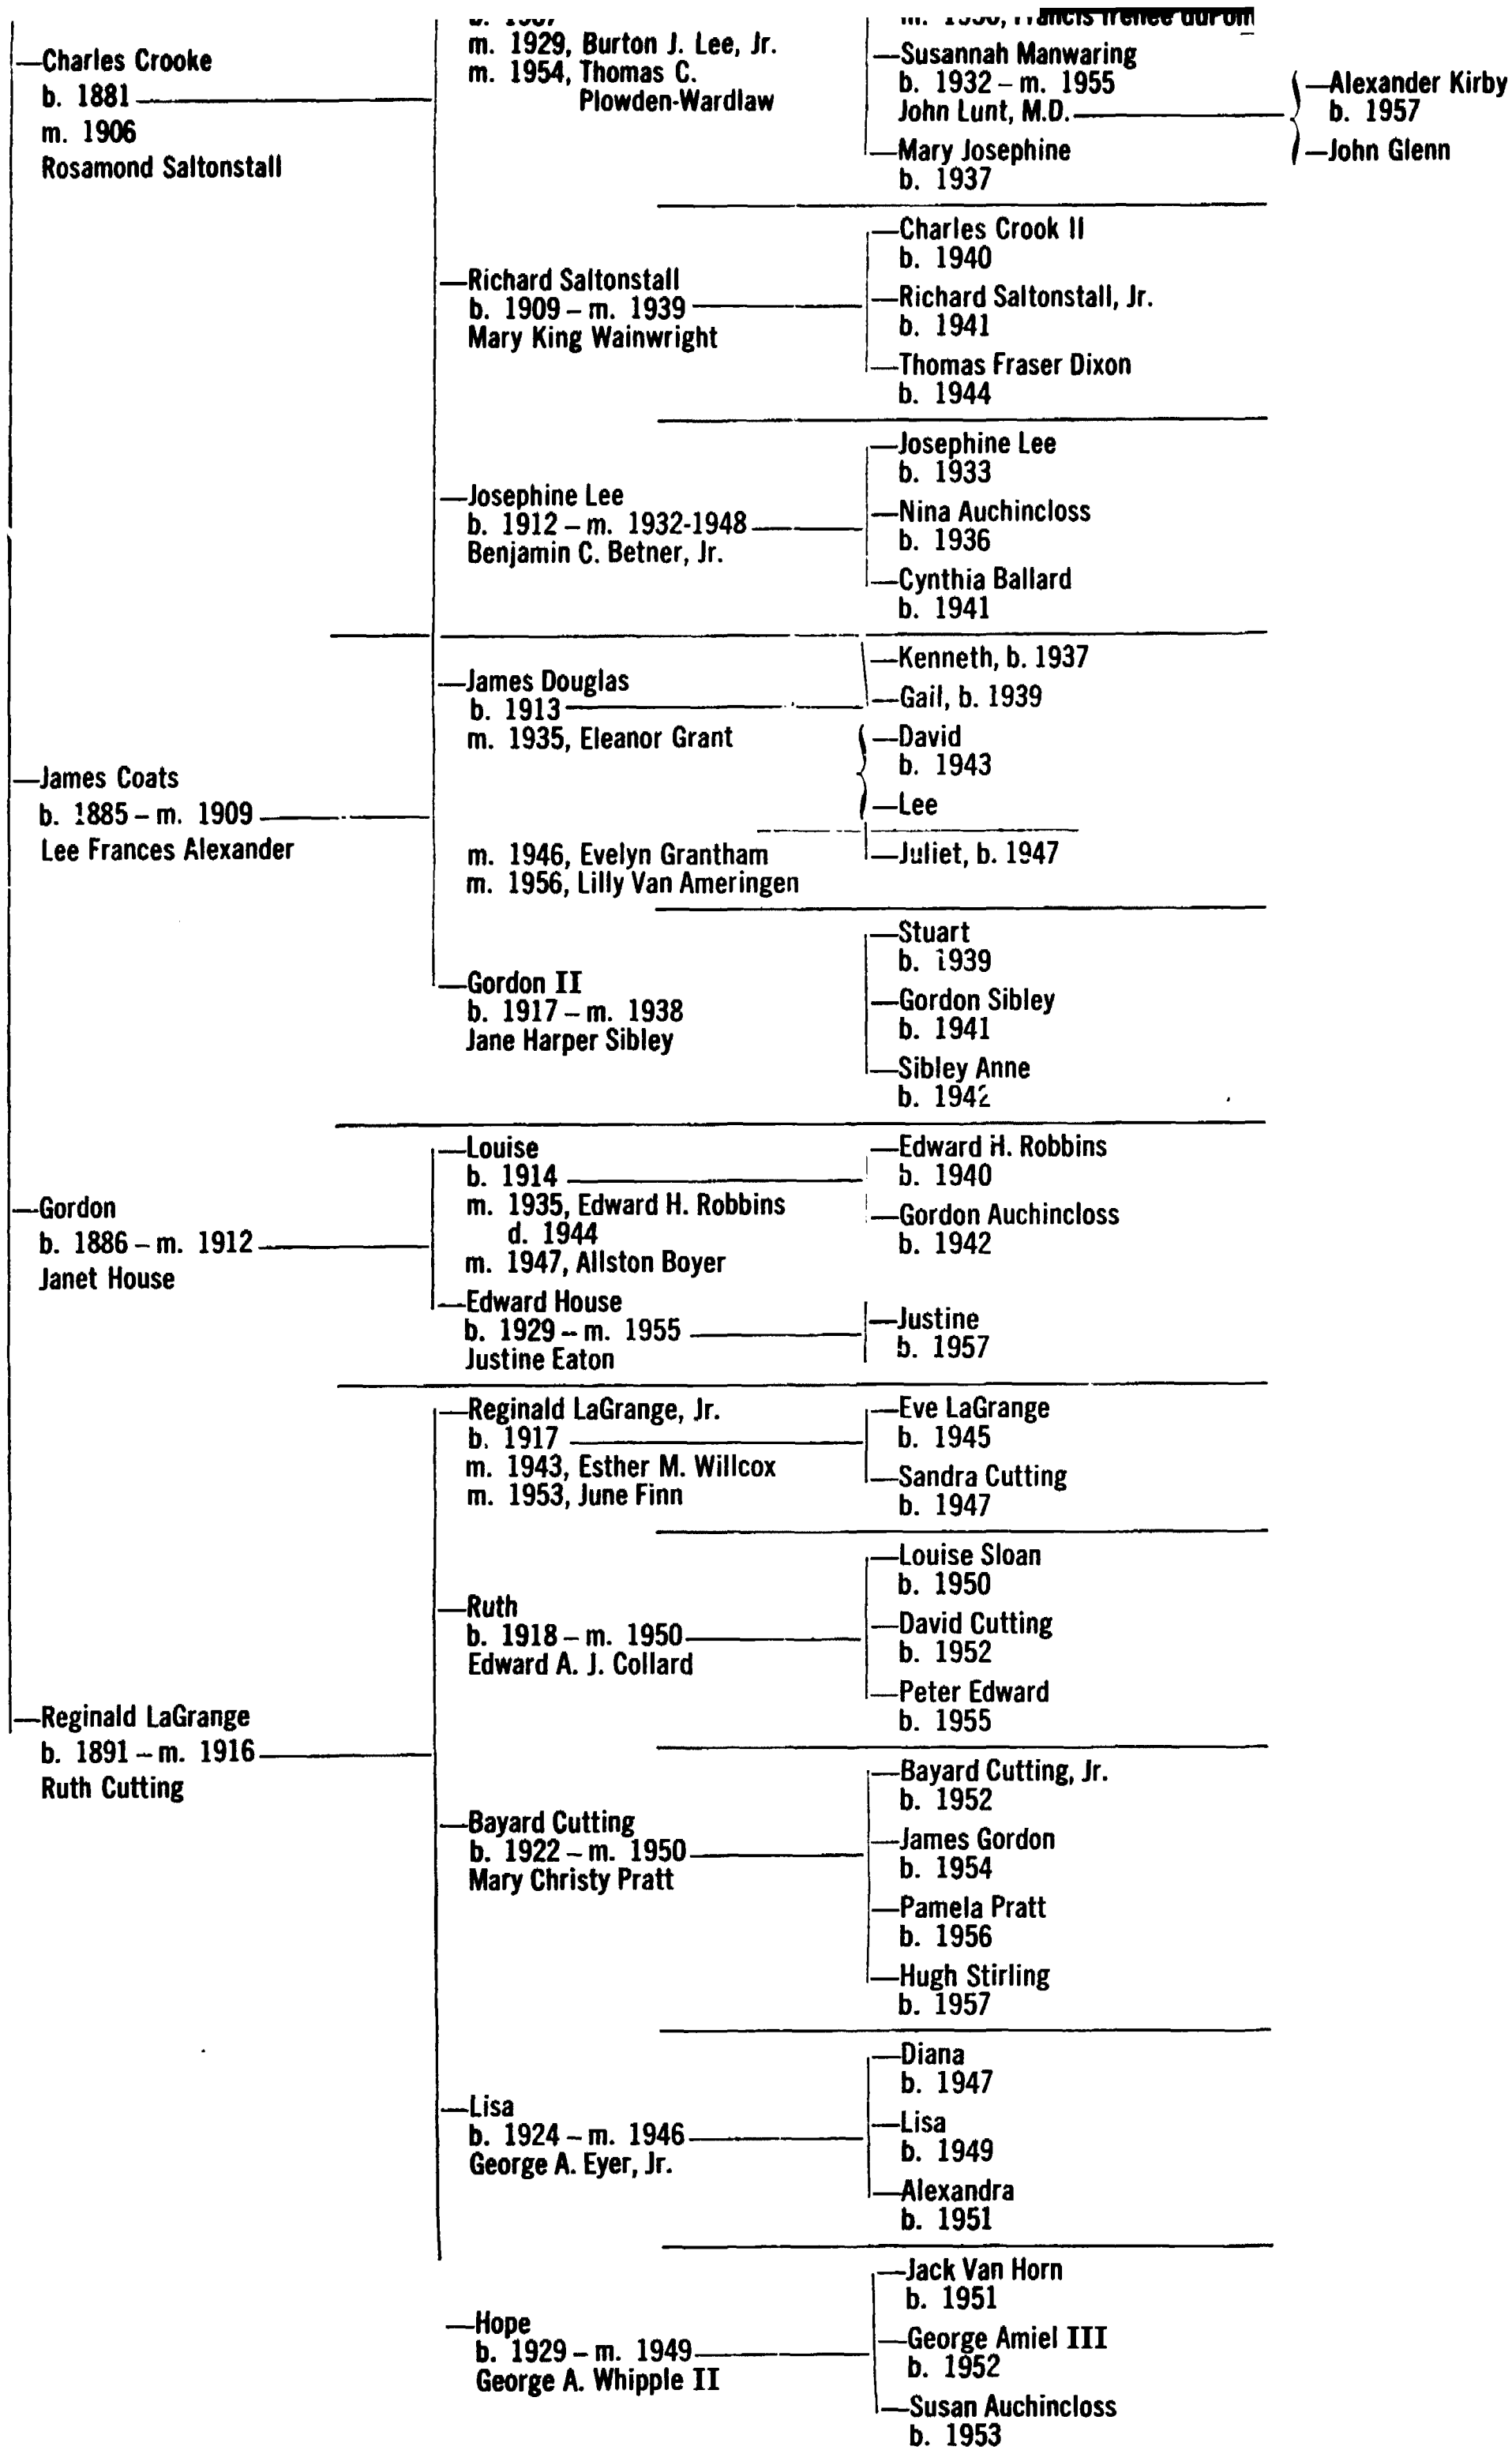 Charles Crooke
b. 1881
m. 1906
Rosamond Saltonstall
m. 1929, Burton J. Lee, Jr.
m. 1954, Thomas C.
Plowden-Wardlaw
Susannah Manwaring
b. 1932 – m. 1955
John Lunt, M.D.
Alexander Kirby
b. 1957
John Glenn
Mary Josephine
b. 1937
Richard Saltonstall
b. 1909 – m. 1939
Mary King Wainwright
Charles Crook II
b. 1940
Richard Saltonstall, Jr.
b. 1941
Thomas Fraser Dixon
b. 1944
Josephine Lee
b. 1912 – m. 1932-1948
Benjamin C. Betner, Jr.
Josephine Lee
b. 1933
Nina Auchincloss
b. 1936
Cynthia Ballard
b. 1941
James Coats
b. 1885 – m. 1909
Lee Frances Alexander
James Douglas
b. 1913
m. 1935, Eleanor Grant
Kenneth, b. 1937
Gail, b. 1939
David
b. 1943
Lee
m. 1946, Evelyn Grantham
m. 1956, Lilly Van Ameringen
Juliet, b. 1947
Gordon II
b. 1917 – m. 1938
Jane Harper Sibley
Stuart
b. 1939
Gordon Sibley
b. 1941
Sibley Anne
b. 1942
Gordon
b. 1886 – m. 1912
Janet House
Louise
b. 1914
m. 1935, Edward H. Robbins
d. 1944
m. 1947, Allston Boyer
Edward H. Robbins
b. 1940
Gordon Auchincloss
b. 1942
Edward House
b. 1929 – m. 1955
Justine Eaton
Justine
b. 1957
Reginald LaGrange
b. 1891 – m. 1916
Ruth Cutting
Reginald LaGrange, Jr.
b. 1917
m. 1943, Esther M. Willcox
m. 1953, June Finn
Eve LaGrange
b. 1945
Sandra Cutting
b. 1947
Ruth
b. 1918 – m. 1950
Edward A. J. Collard
Louise Sloan
b. 1950
David Cutting
b. 1952
Peter Edward
b. 1955
Bayard Cutting
b. 1922 – m. 1950
Mary Christy Pratt
Bayard Cutting, Jr.
b. 1952
James Gordon
b. 1954
Pamela Pratt
b. 1956
Hugh Stirling
b. 1957
Lisa
b. 1924 – m. 1946
George A. Eyer, Jr.
Diana
b. 1947
Lisa
b. 1949
Alexandra
b. 1951
Hope
b. 1929 – m. 1949
George A. Whipple II
Jack Van Horn
b. 1951
George Amiel III
b. 1952
Susan Auchincloss
b. 1953